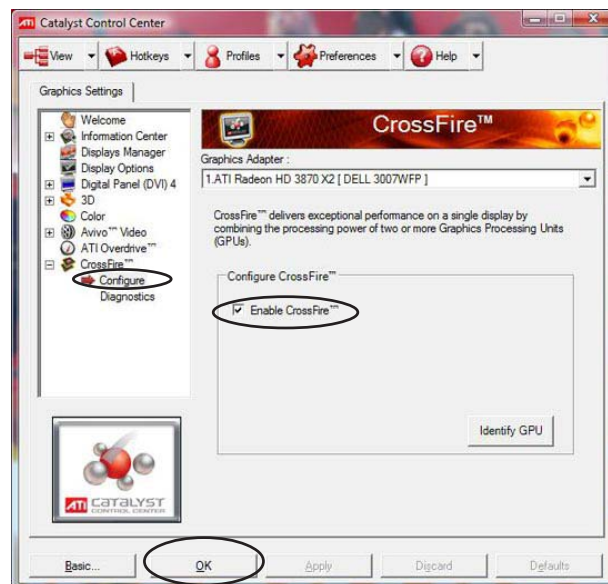 ATI Catalyst Control Center
View Hotkeys Profiles Preferences Help
Graphics Settings
Welcome
Information Center
Displays Manager
Display Options
Digital Panel (DVI) 4
3D
Color
Avivo™ Video
ATI Overdrive™
CrossFire™
Configure
Diagnostics
CrossFire™
Graphics Adapter :
1.ATI Radeon HD 3870 X2 [ DELL 3007WFP ]
CrossFire™ delivers exceptional performance on a single display by
combining the processing power of two or more Graphics Processing Units
(GPUs).
Configure CrossFire™
Enable CrossFire™
Identify GPU
ATI CATALYST
CONTROL CENTER
Basic... OK Apply Discard Defaults